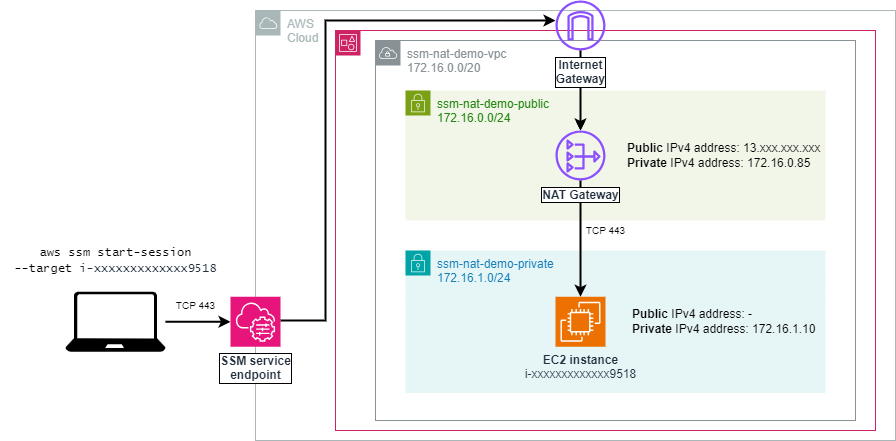 AWS
Cloud
ssm-nat-demo-vpc
172.16.0.0/20
Internet
Gateway
ssm-nat-demo-public
172.16.0.0/24
Public IPv4 address: 13.xxx.xxx.xxx
Private IPv4 address: 172.16.0.85
NAT Gateway
TCP 443
aws ssm start-session
--target i-xxxxxxxxxxxxx9518
TCP 443
SSM service
endpoint
ssm-nat-demo-private
172.16.1.0/24
Public IPv4 address: -
Private IPv4 address: 172.16.1.10
EC2 instance
i-xxxxxxxxxxxxx9518